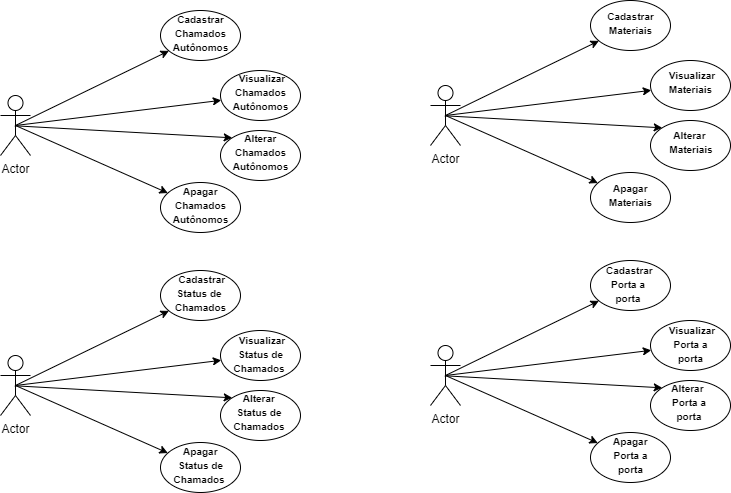 Cadastrar
Chamados
Autônomos
Visualizar
Chamados
Autônomos
Alterar
Chamados
Autônomos
Apagar
Chamados
Autônomos
Actor
Cadastrar
Materiais
Visualizar
Materiais
Alterar
Materiais
Apagar
Materiais
Actor
Cadastrar
Status de
Chamados
Visualizar
Status de
Chamados
Alterar
Status de
Chamados
Apagar
Status de
Chamados
Actor
Cadastrar
Porta a
porta
Visualizar
Porta a
porta
Alterar
Porta a
porta
Apagar
Porta a
porta
Actor